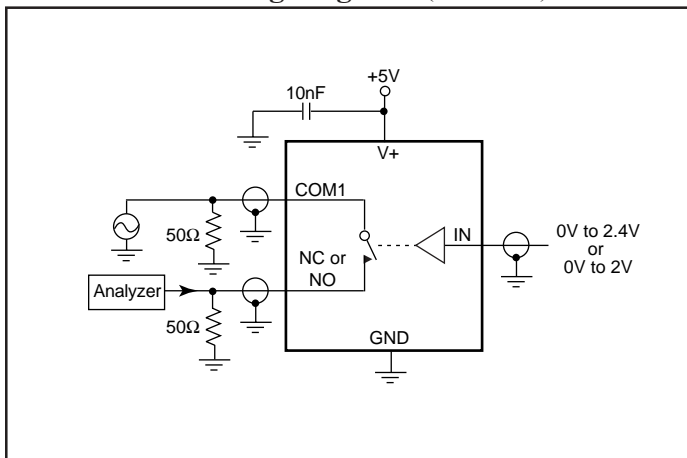 +5V
10nF
V+
COM1
50Ω
IN
0V to 2.4V
or
0V to 2V
NC or
NO
Analyzer
50Ω
GND